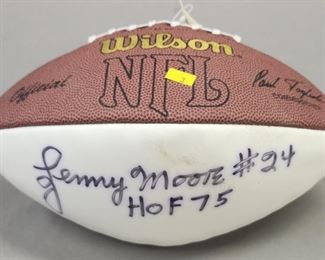 Wilson
Official
NFL
Paul Tagliabue
Lenny Moore #24
HOF 75